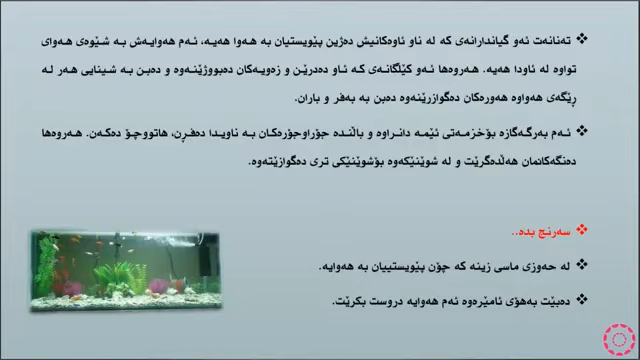 ❖ تەنانەت ئەو گیاندارانەی کە لە ناو ئاوەکانیش دەژین پێویستیان بە هەوا هەیە، ئەم هەوایەش بە شێوەی هەوای
تواوە لە ئاودا هەیە. هەروەها ئەو کێڵگانەی کە ئاو دەدرێن و زەویەکان دەبووژێنەوە و دەبن بە شینایی هەر لە
ڕێگەی هەواوە هەورەکان دەگوازرێنەوە دەبن بە بەفر و باران.
❖ ئەم بەرگەگازە بۆخزمەتی ئێمە دانراوە و باڵندە جۆراوجۆرەکان بە ناویدا دەفڕن، هاتووچۆ دەکەن. هەروەها
دەنگەکانمان هەڵدەگرێت و لە شوێنێکەوە بۆشوێنێکی تری دەگوازێتەوە.
❖ سەرنج بدە..
❖ لە حەوزی ماسی زینە کە چۆن پێویستییان بە هەوایە.
❖ دەبێت بەهۆی ئامێرەوە ئەم هەوایە دروست بکرێت.